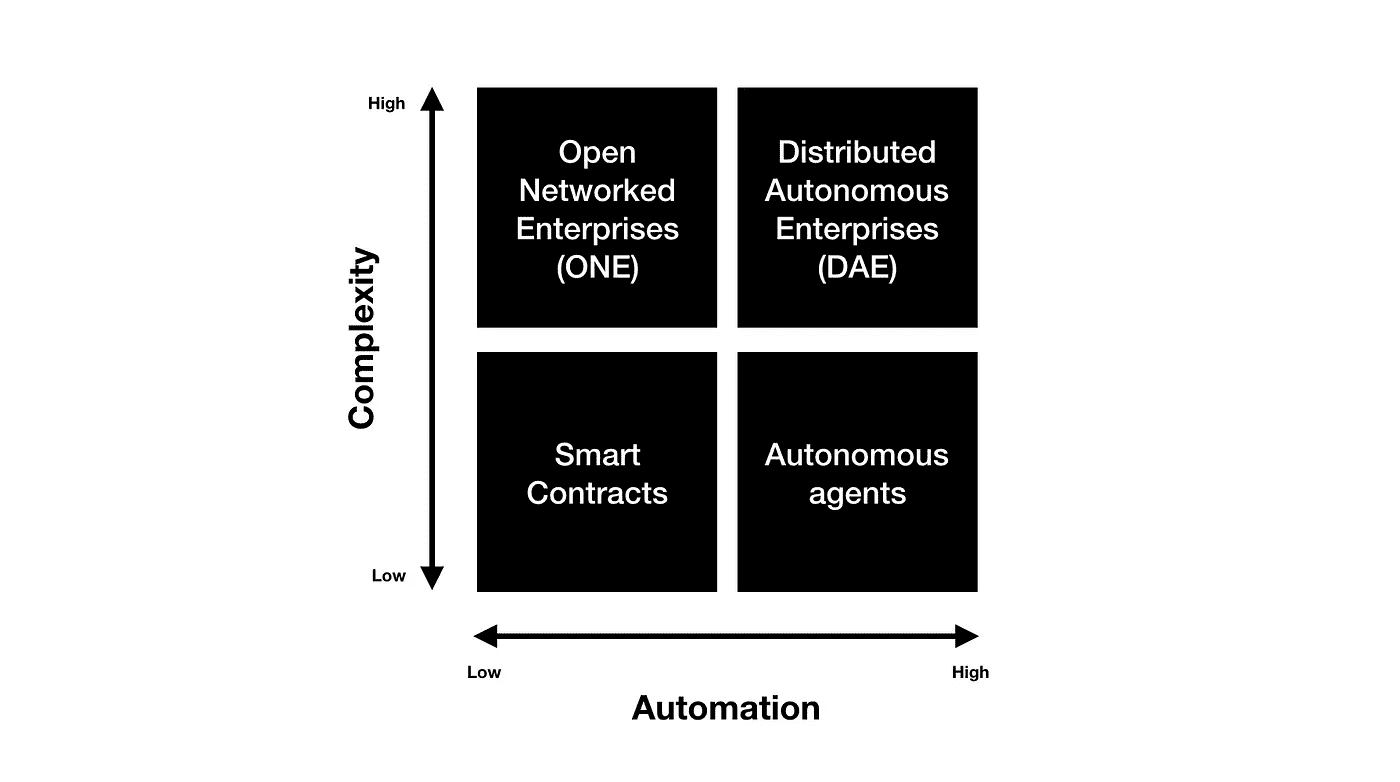 High
Open
Networked
Enterprises
(ONE)
Distributed
Autonomous
Enterprises
(DAE)
Complexity
Smart
Contracts
Autonomous
agents
Low
Low
High
Automation